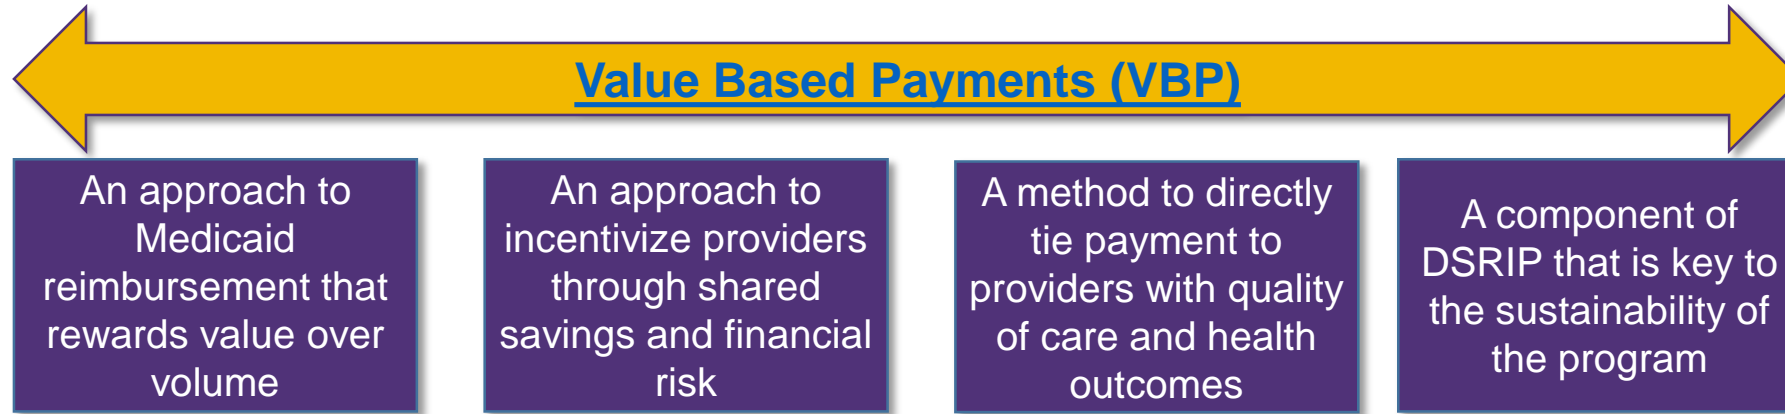 Value Based Payments (VBP)
An approach to
Medicaid
reimbursement that
rewards value over
volume
An approach to
incentivize providers
through shared
savings and financial
risk
A method to directly
tie payment to
providers with quality
of care and health
outcomes
A component of
DSRIP that is key to
the sustainability of
the program